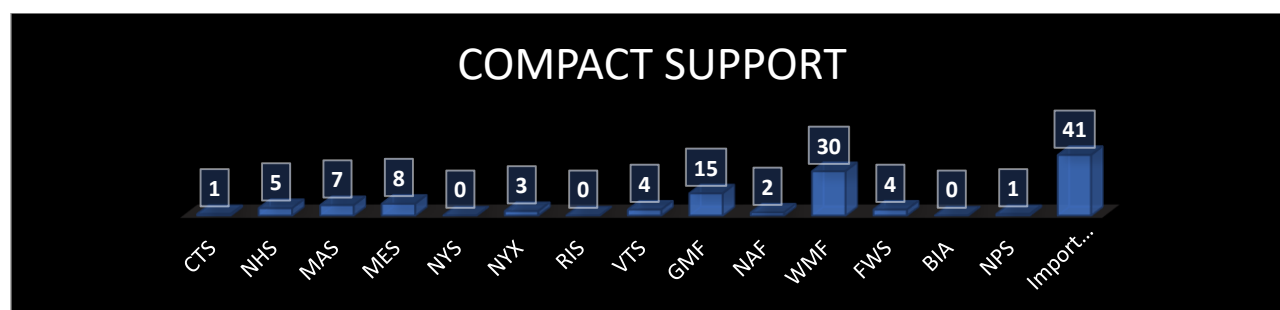 COMPACT SUPPORT
1 5 7 8 0 3 0 4 15 2 30 4 0 1 41
CTS NHS MAS MES NYS NYX RIS VTS GMF NAF WMF FWS BIA NPS Import...